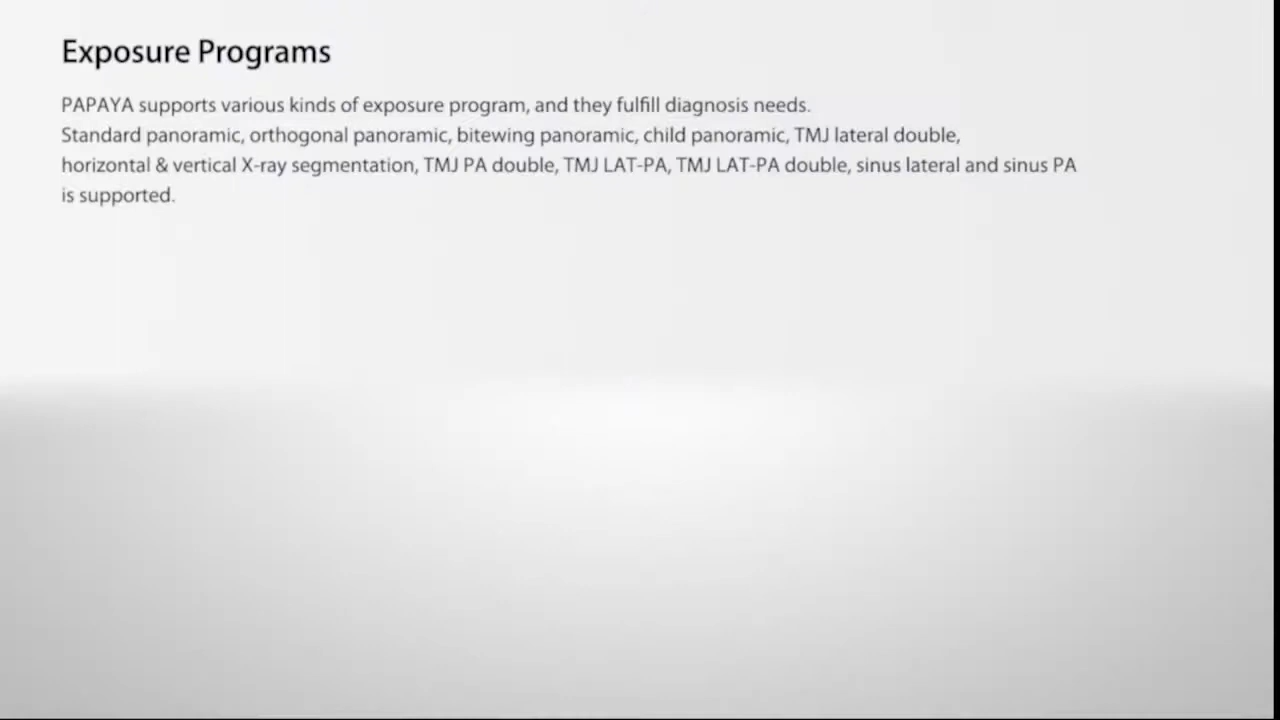 Exposure Programs
PAPAYA supports various kinds of exposure program, and they fulfill diagnosis needs.
Standard panoramic, orthogonal panoramic, bitewing panoramic, child panoramic, TMJ lateral double,
horizontal & vertical X-ray segmentation, TMJ PA double, TMJ LAT-PA, TMJ LAT-PA double, sinus lateral and sinus PA
is supported.